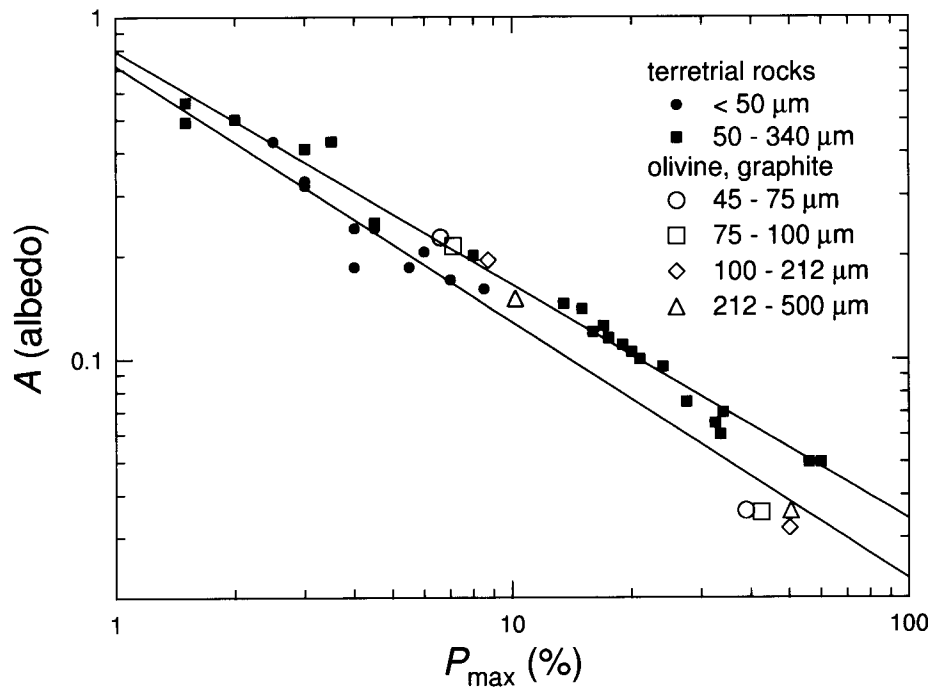 1
terretrial rocks
< 50 μm
50 - 340 μm
olivine, graphite
45 - 75 μm
75 - 100 μm
100 - 212 μm
212 - 500 μm
A (albedo)
0.1
1
10
100
Pmax (%)